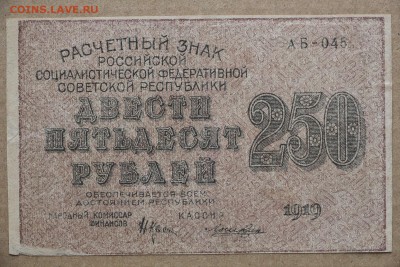 COINS.LAV.RU
РАСЧЕТНЫЙ ЗНАК
РОССИЙСКОЙ
СОЦИАЛИСТИЧЕСКОЙ ФЕДЕРАТИВНОЙ
СОВЕТСКОЙ РЕСПУБЛИКИ
АБ-045
ДВЕСТИ
ПЯТЬДЕСЯТ
РУБЛЕЙ
250
ОБЕСПЕЧИВАЕТСЯ ВСЕМ
ДОСТОЯНИЕМ РЕСПУБЛИКИ
НАРОДНЫЙ КОМИССАР
ФИНАНСОВ
КАССИР
1919